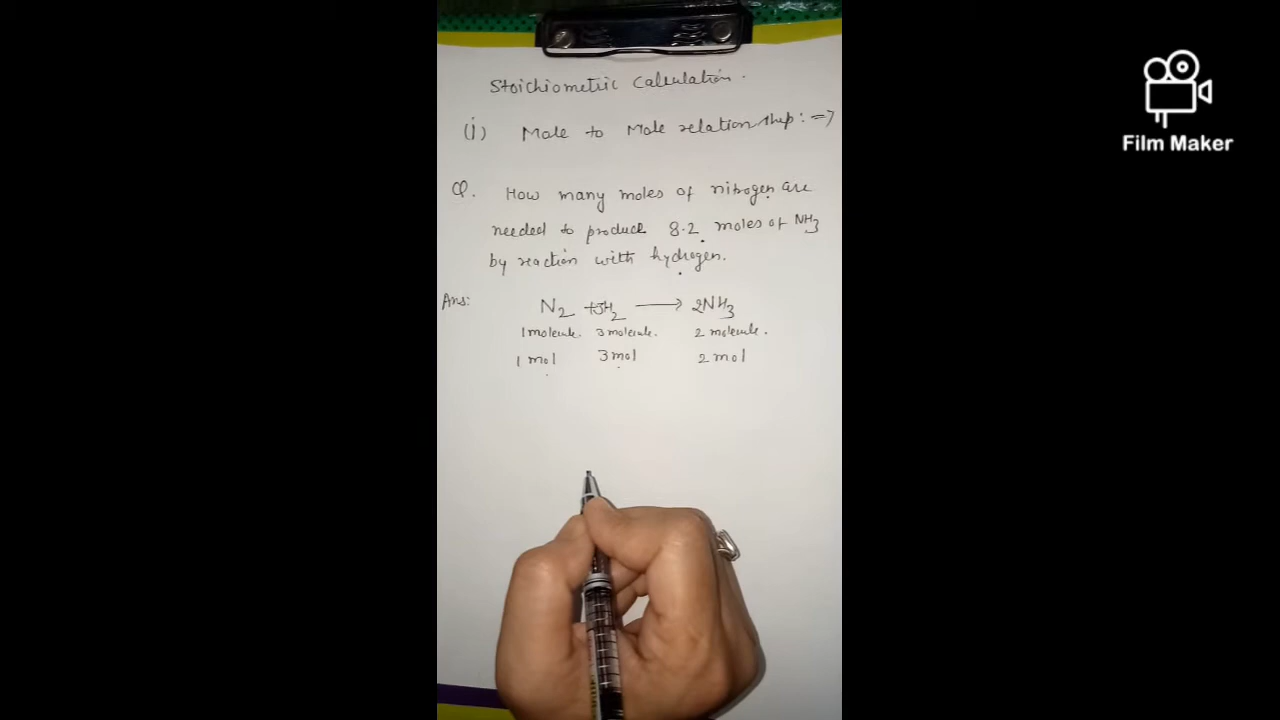 Stoichiometric Calculation.
(i) Mole to Mole relationship: =>
Q. How many moles of nitrogen are
needed to produce 8.2 moles of NH3
by reaction with hydrogen.
Ans: N2 +3H2 → 2NH3
1 molecule. 3 molecule. 2 molecule.
1 mol 3 mol 2 mol
Film Maker